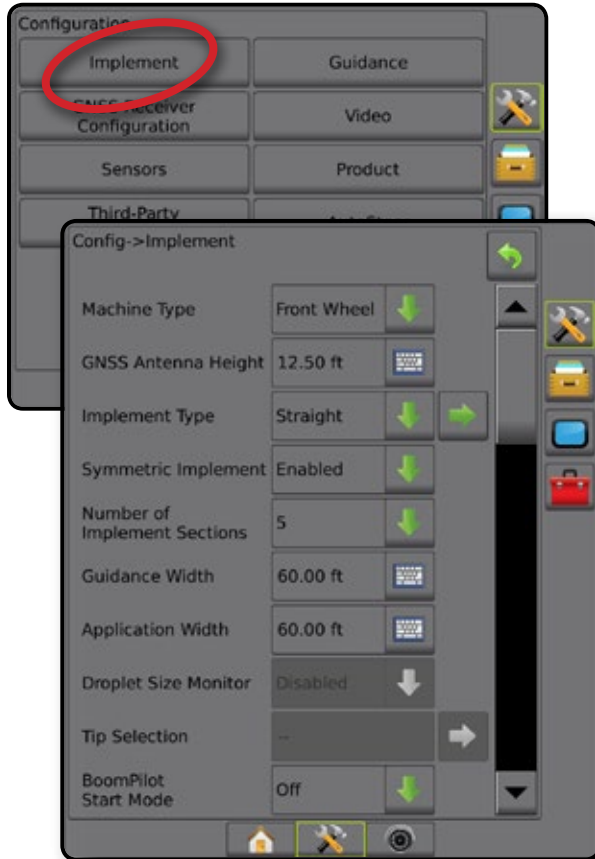 Configuration
Implement
Guidance
GNSS Receiver
Configuration
Video
Sensors
Product
Third-Party
Config->Implement
Machine Type
Front Wheel
GNSS Antenna Height
12.50 ft
Implement Type
Straight
Symmetric Implement
Enabled
Number of
Implement Sections
5
Guidance Width
60.00 ft
Application Width
60.00 ft
Droplet Size Monitor
Disabled
Tip Selection
--
BoomPilot
Start Mode
Off